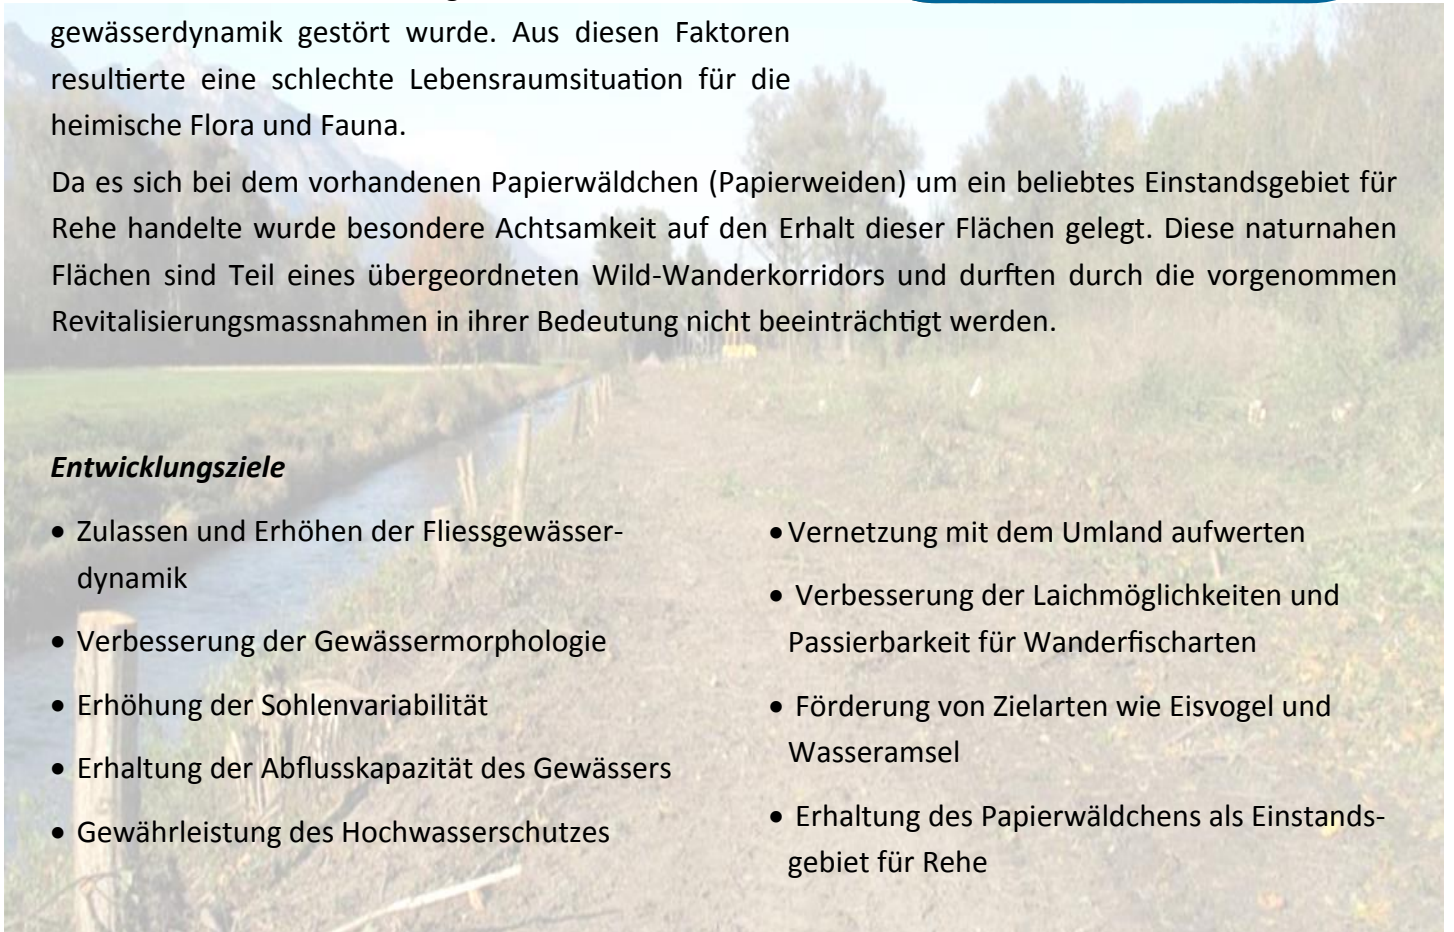 gewässerdynamik gestört wurde. Aus diesen Faktoren
resultierte eine schlechte Lebensraumsituation für die
heimische Flora und Fauna.
Da es sich bei dem vorhandenen Papierwäldchen (Papierweiden) um ein beliebtes Einstandsgebiet für
Rehe handelte wurde besondere Achtsamkeit auf den Erhalt dieser Flächen gelegt. Diese naturnahen
Flächen sind Teil eines übergeordneten Wild-Wanderkorridors und durften durch die vorgenommen
Revitalisierungsmassnahmen in ihrer Bedeutung nicht beeinträchtigt werden.
Entwicklungsziele
• Zulassen und Erhöhen der Fliessgewässer-
dynamik
• Verbesserung der Gewässermorphologie
• Erhöhung der Sohlenvariabilität
• Erhaltung der Abflusskapazität des Gewässers
• Gewährleistung des Hochwasserschutzes
• Vernetzung mit dem Umland aufwerten
• Verbesserung der Laichmöglichkeiten und
Passierbarkeit für Wanderfischarten
• Förderung von Zielarten wie Eisvogel und
Wasseramsel
• Erhaltung des Papierwäldchens als Einstands-
gebiet für Rehe